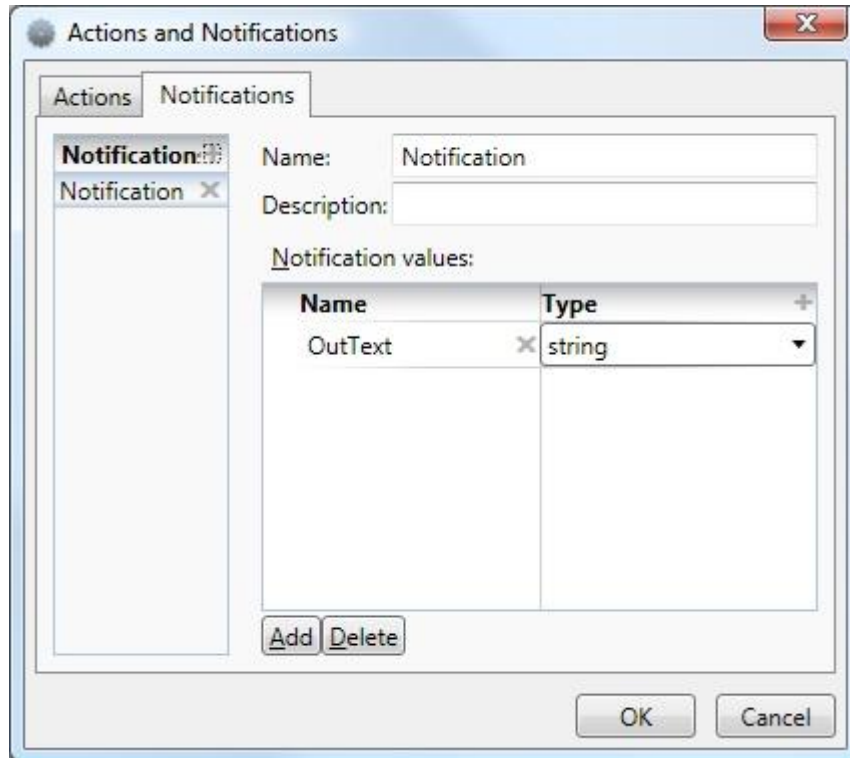 Actions and Notifications
Actions Notifications
Notification
Notification
Name: Notification
Description:
Notification values:
Name Type
OutText string
Add Delete
OK Cancel